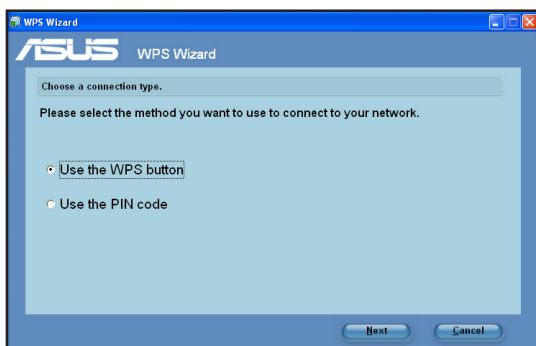 WPS Wizard
ASUS WPS Wizard
Choose a connection type.
Please select the method you want to use to connect to your network.
Use the WPS button
Use the PIN code
Next Cancel